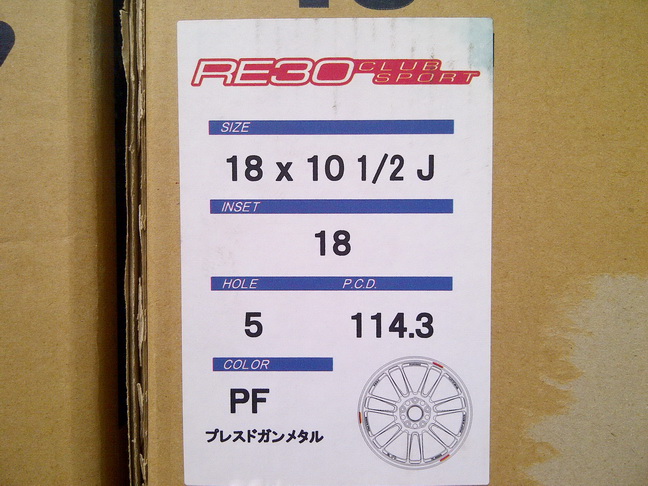 RE30 CLUB SPORT
SIZE
18 x 10 1/2 J
INSET
18
HOLE P.C.D.
5 114.3
COLOR
PF
プレスドガンメタル